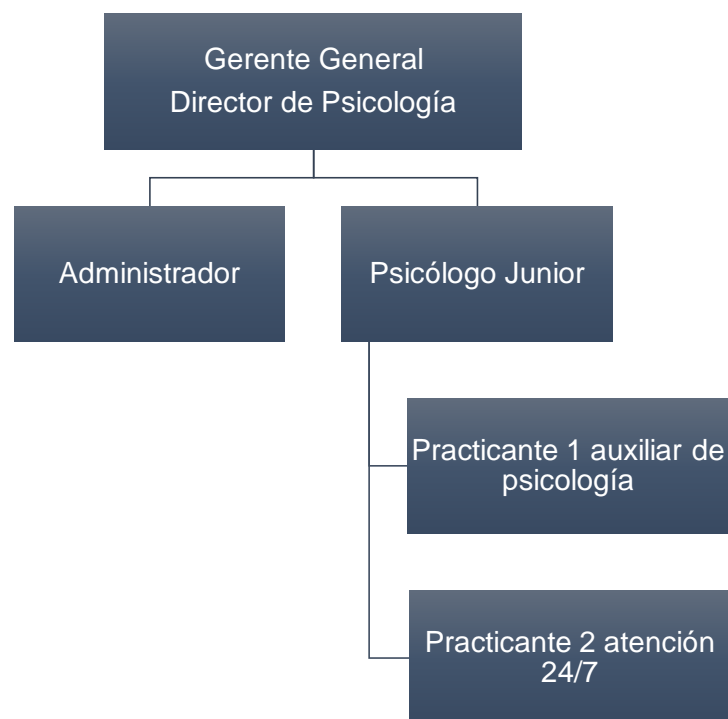 Gerente General
Director de Psicología
Administrador
Psicólogo Junior
Practicante 1 auxiliar de
psicología
Practicante 2 atención
24/7